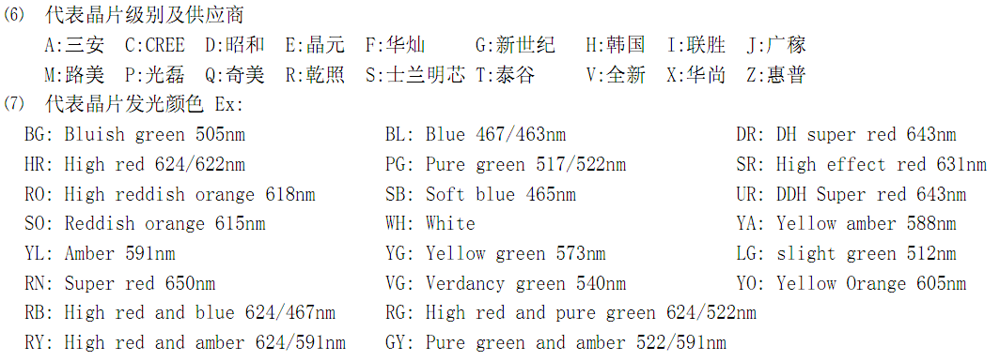 (6) 代表晶片级别及供应商
A:三安 C:CREE D:昭和 E:晶元 F:华灿 G:新世纪 H:韩国 I:联胜 J:广稼
M:路美 P:光磊 Q:奇美 R:乾照 S:士兰明芯 T:泰谷 V:全新 X:华尚 Z:惠普
(7) 代表晶片发光颜色 Ex:
BG: Bluish green 505nm BL: Blue 467/463nm DR: DH super red 643nm
HR: High red 624/622nm PG: Pure green 517/522nm SR: High effect red 631nm
RO: High reddish orange 618nm SB: Soft blue 465nm UR: DDH Super red 643nm
SO: Reddish orange 615nm WH: White YA: Yellow amber 588nm
YL: Amber 591nm YG: Yellow green 573nm LG: slight green 512nm
RN: Super red 650nm VG: Verdancy green 540nm YO: Yellow Orange 605nm
RB: High red and blue 624/467nm RG: High red and pure green 624/522nm
RY: High red and amber 624/591nm GY: Pure green and amber 522/591nm